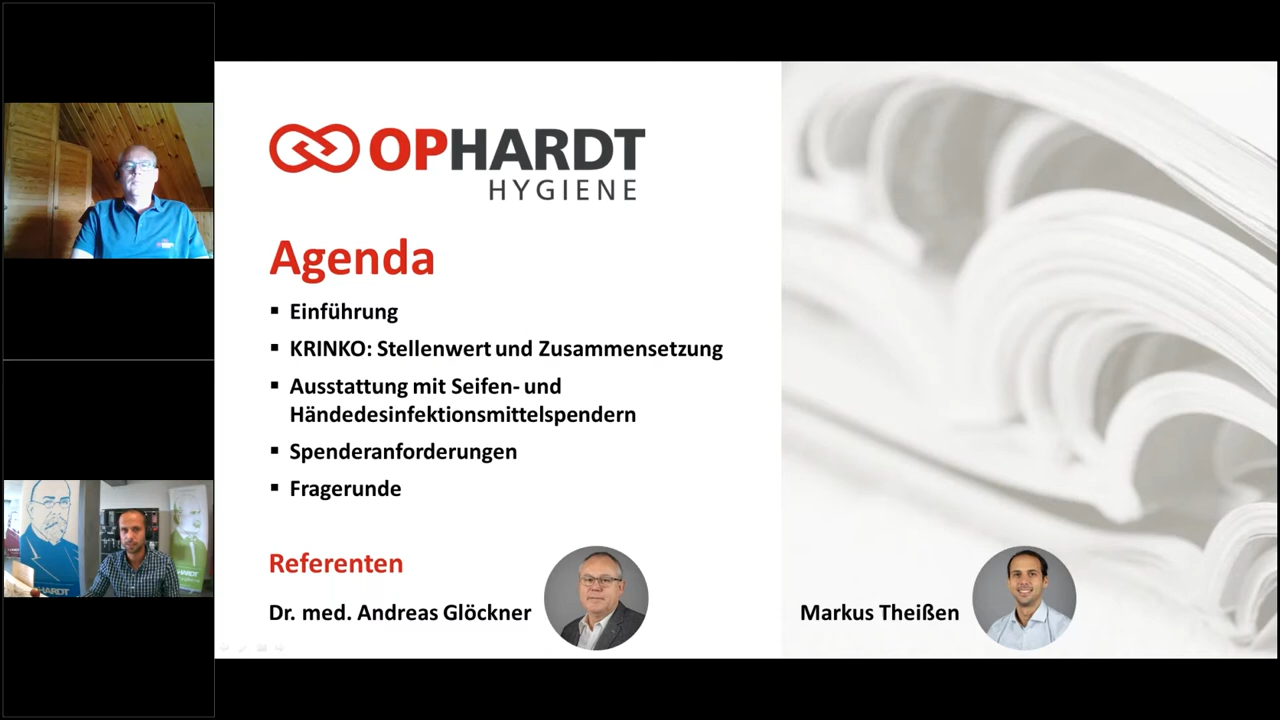 OPHARDT
HYGIENE
Agenda
▪ Einführung
▪ KRINKO: Stellenwert und Zusammensetzung
▪ Ausstattung mit Seifen- und
Händedesinfektionsmittelspendern
▪ Spenderanforderungen
▪ Fragerunde
Referenten
Dr. med. Andreas Glöckner
Markus Theißen